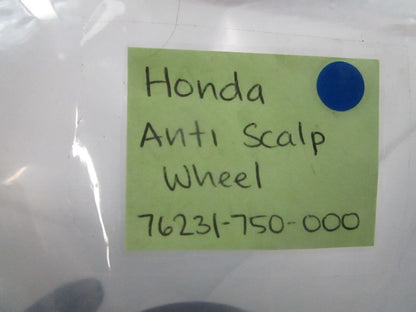 Honda
Anti Scalp
Wheel
76231-750-000